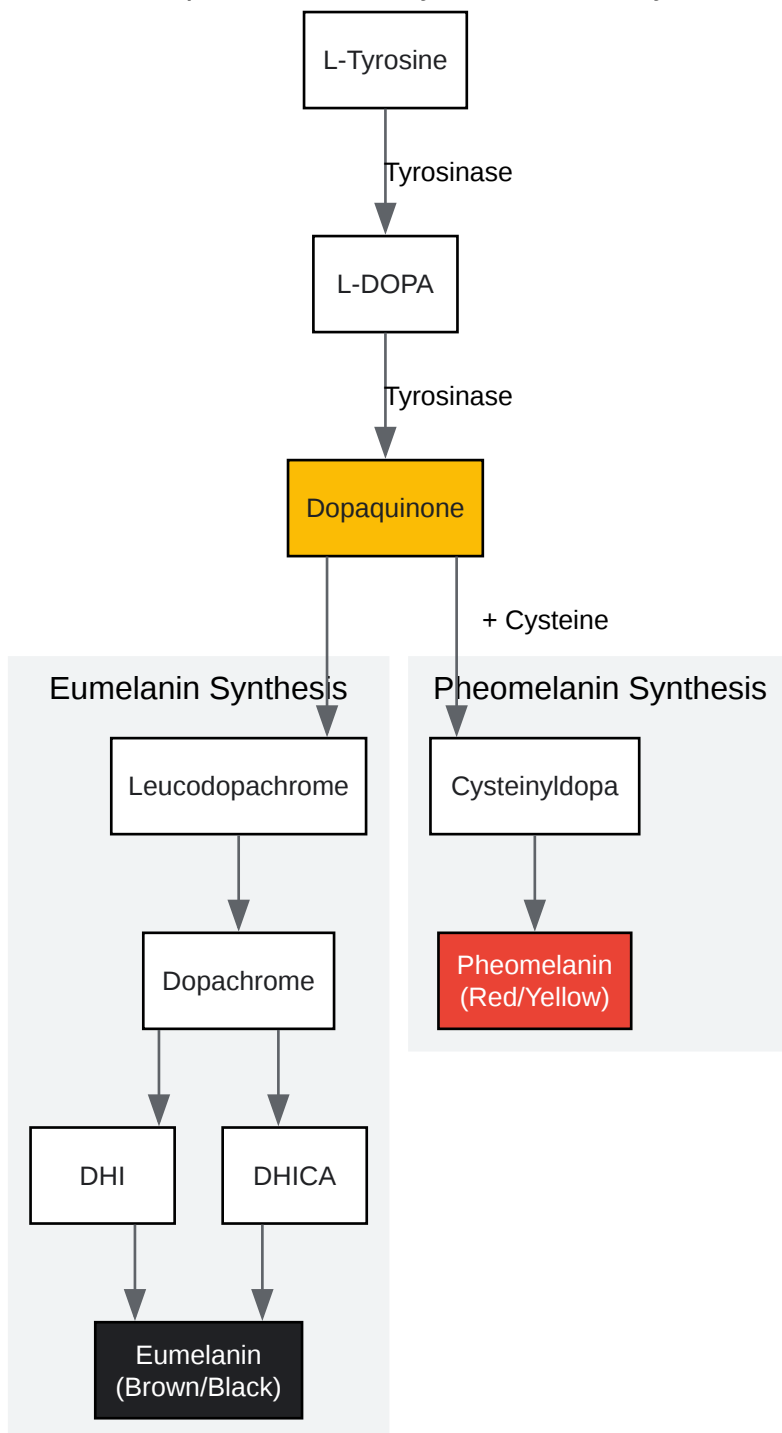 L-Tyrosine
Tyrosinase
L-DOPA
Tyrosinase
Dopaquinone
+ Cysteine
Eumelanin Synthesis
Pheomelanin Synthesis
Leucodopachrome
Cysteinyldopa
Dopachrome
Pheomelanin
(Red/Yellow)
DHI
DHICA
Eumelanin
(Brown/Black)